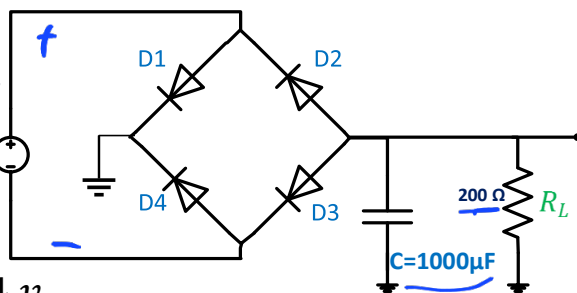 +
D1
D2
+
-
D4
D3
200 Ω
R_L
−
C=1000µF